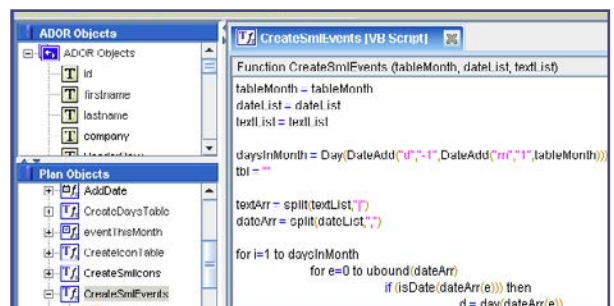 ADOR Objects
ADOR Objects
id
firstname
lastname
company
HeaderRow
Plan Objects
AddDate
CreateDaysTable
eventThisMonth
CreateIconTable
CreateSmlIcons
CreateSmlEvents
CreateSmlEvents [VB Script]
Function CreateSmlEvents (tableMonth, dateList, textList)
tableMonth = tableMonth
dateList = dateList
textList = textList
daysInMonth = Day(DateAdd("d","-1",DateAdd("m","1",tableMonth)))
tbl = ""
textArr = split(textList,"|")
dateArr = split(dateList,",")
for i=1 to daysInMonth
for e=0 to ubound(dateArr)
if (isDate(dateArr(e))) then
d = day(dateArr(e))